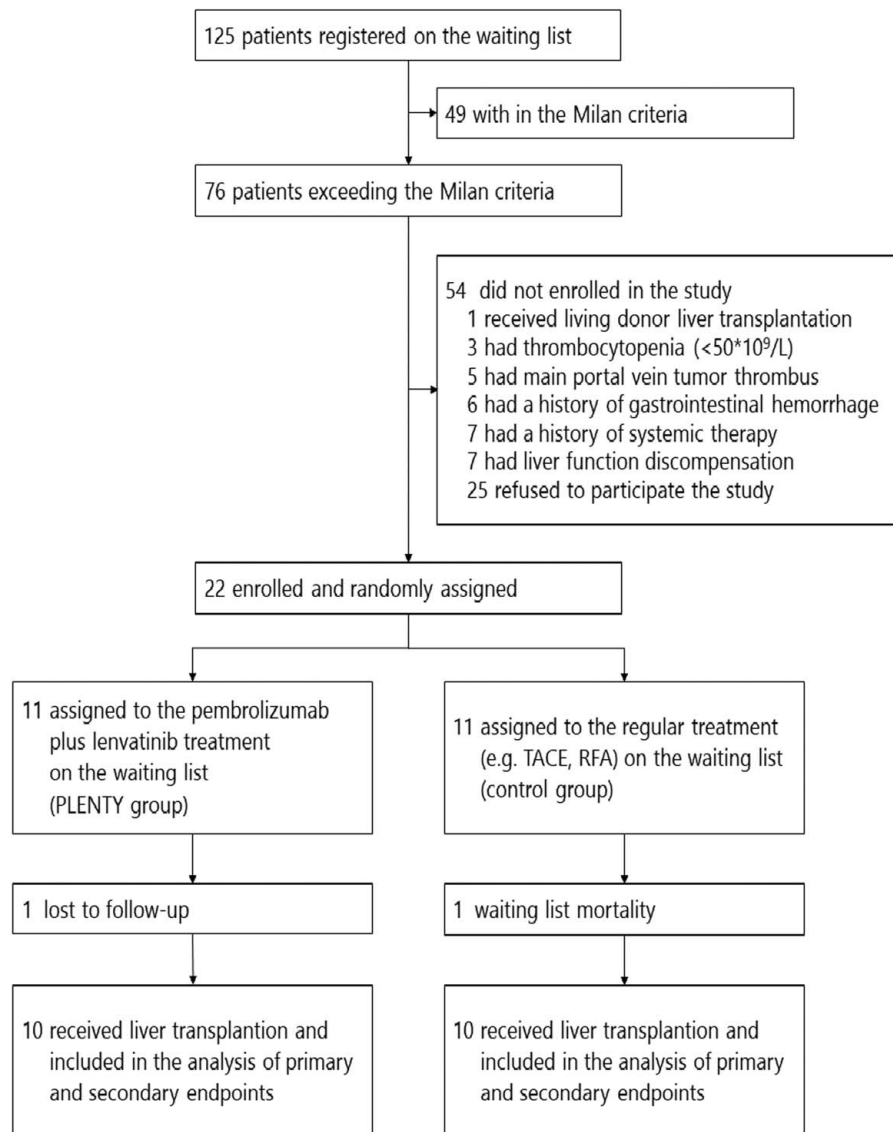 125 patients registered on the waiting list
49 with in the Milan criteria
76 patients exceeding the Milan criteria
54 did not enrolled in the study
1 received living donor liver transplantation
3 had thrombocytopenia (<50*10⁹/L)
5 had main portal vein tumor thrombus
6 had a history of gastrointestinal hemorrhage
7 had a history of systemic therapy
7 had liver function discompensation
25 refused to participate the study
22 enrolled and randomly assigned
11 assigned to the pembrolizumab
plus lenvatinib treatment
on the waiting list
(PLENTY group)
11 assigned to the regular treatment
(e.g. TACE, RFA) on the waiting list
(control group)
1 lost to follow-up
1 waiting list mortality
10 received liver transplantion and
included in the analysis of primary
and secondary endpoints
10 received liver transplantion and
included in the analysis of primary
and secondary endpoints